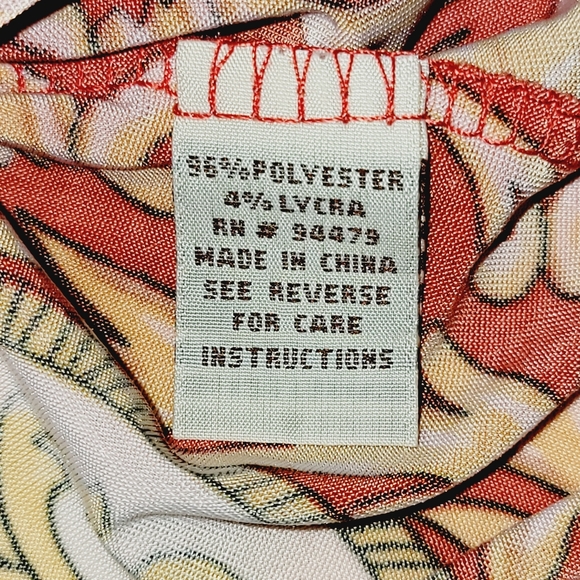 96% POLYESTER
4% LYCRA
RN # 94479
MADE IN CHINA
SEE REVERSE
FOR CARE
INSTRUCTIONS